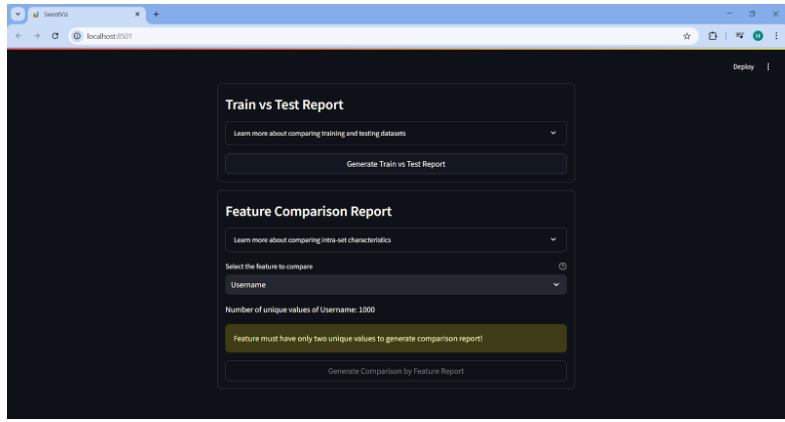 SweetViz
localhost:8501
M
Deploy
Train vs Test Report
Learn more about comparing training and testing datasets
Generate Train vs Test Report
Feature Comparison Report
Learn more about comparing intra-set characteristics
Select the feature to compare
Username
Number of unique values of Username: 1000
Feature must have only two unique values to generate comparison report!
Generate Comparison by Feature Report